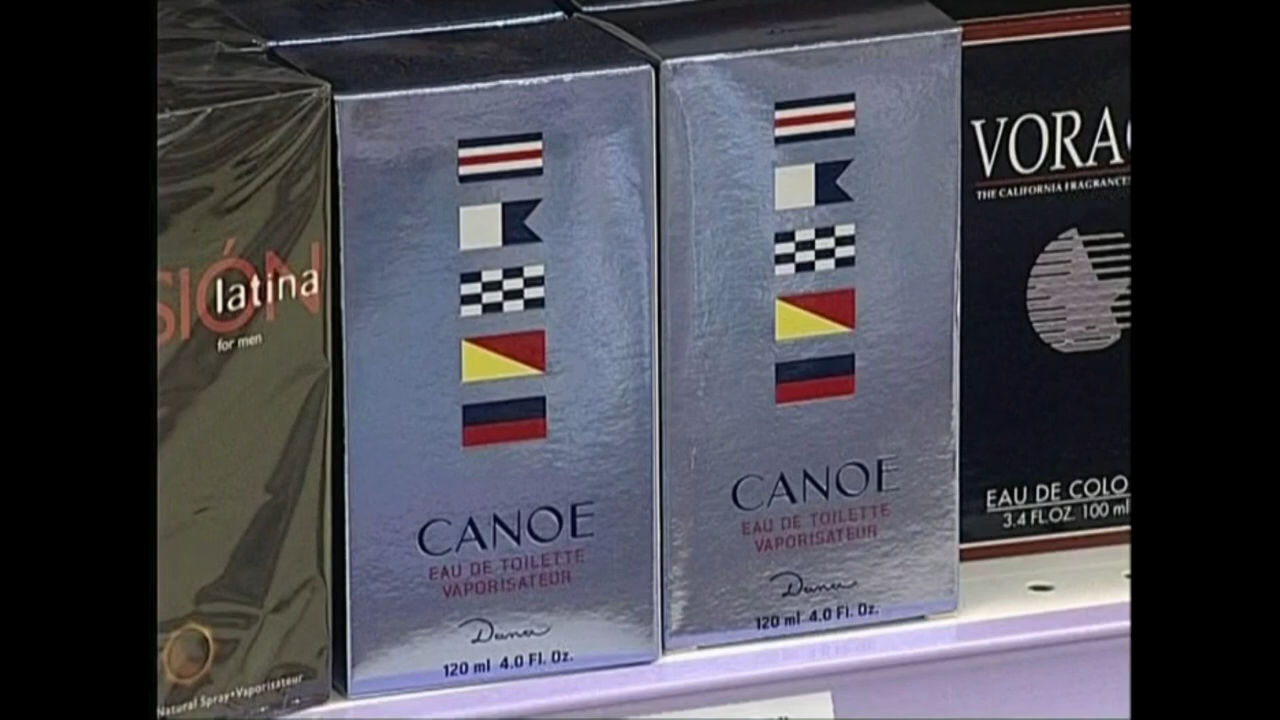 SIÓN
latina
for men
Natural Spray•Vaporisateur
CANOE
EAU DE TOILETTE
VAPORISATEUR
Dana
120 ml 4.0 Fl. Oz.
CANOE
EAU DE TOILETTE
VAPORISATEUR
Dana
120 ml 4.0 Fl. Oz.
VORA
THE CALIFORNIA FRAGRANCE
EAU DE COLO
3.4 FL.OZ. 100 ml